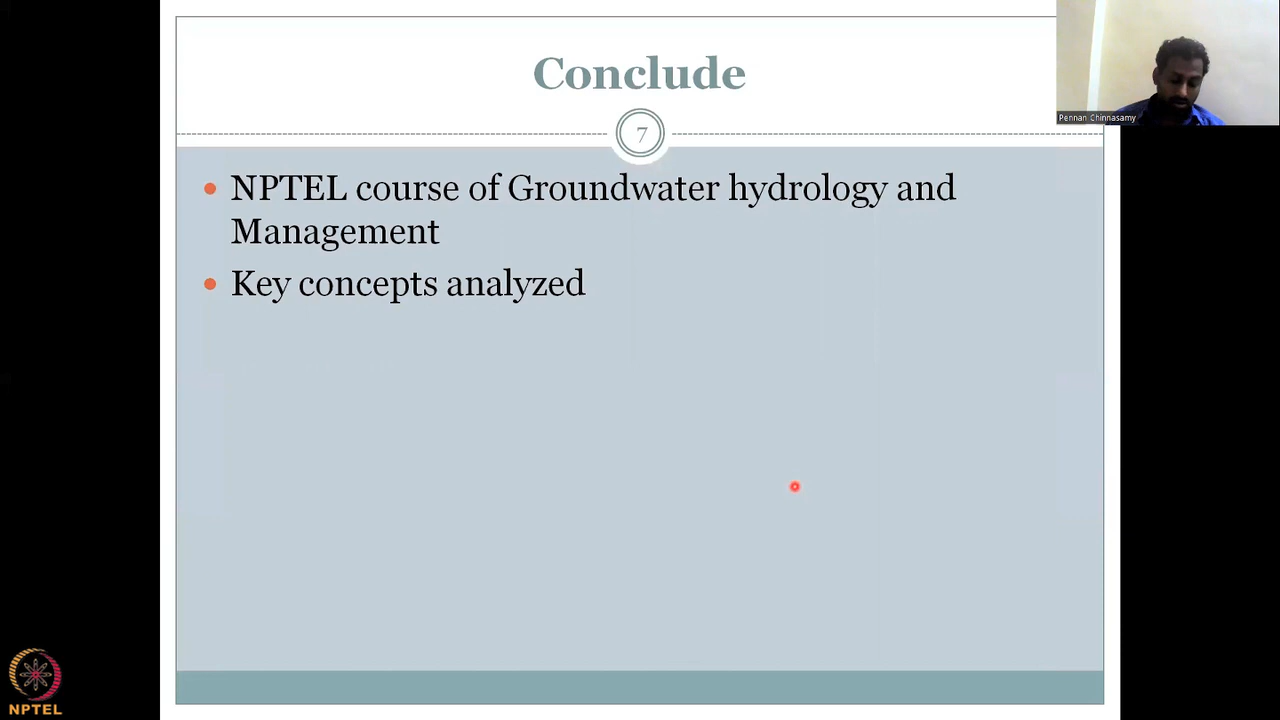 Conclude
Pennan Chinnasamy
7
• NPTEL course of Groundwater hydrology and
Management
• Key concepts analyzed
NPTEL